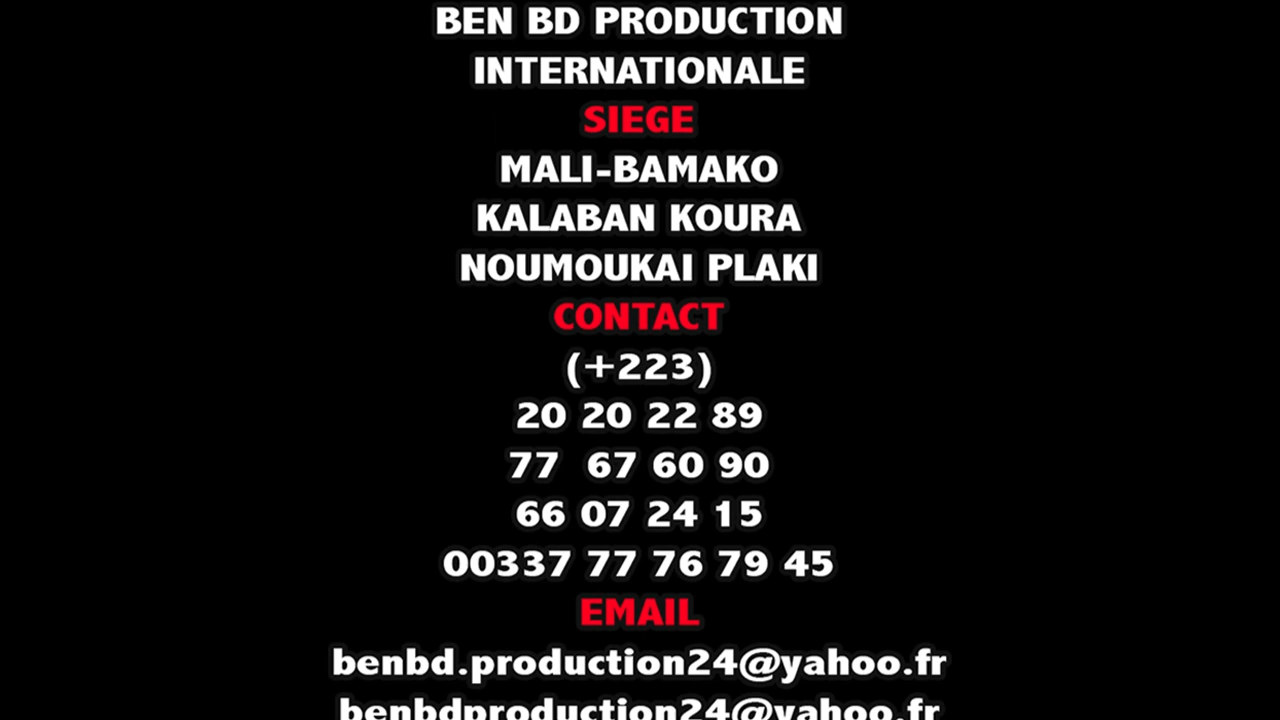 BEN BD PRODUCTION
INTERNATIONALE
SIEGE
MALI-BAMAKO
KALABAN KOURA
NOUMOUKAI PLAKI
CONTACT
(+223)
20 20 22 89
77  67 60 90
66 07 24 15
00337 77 76 79 45
EMAIL
benbd.production24@yahoo.fr
benbdproduction24@yahoo.fr